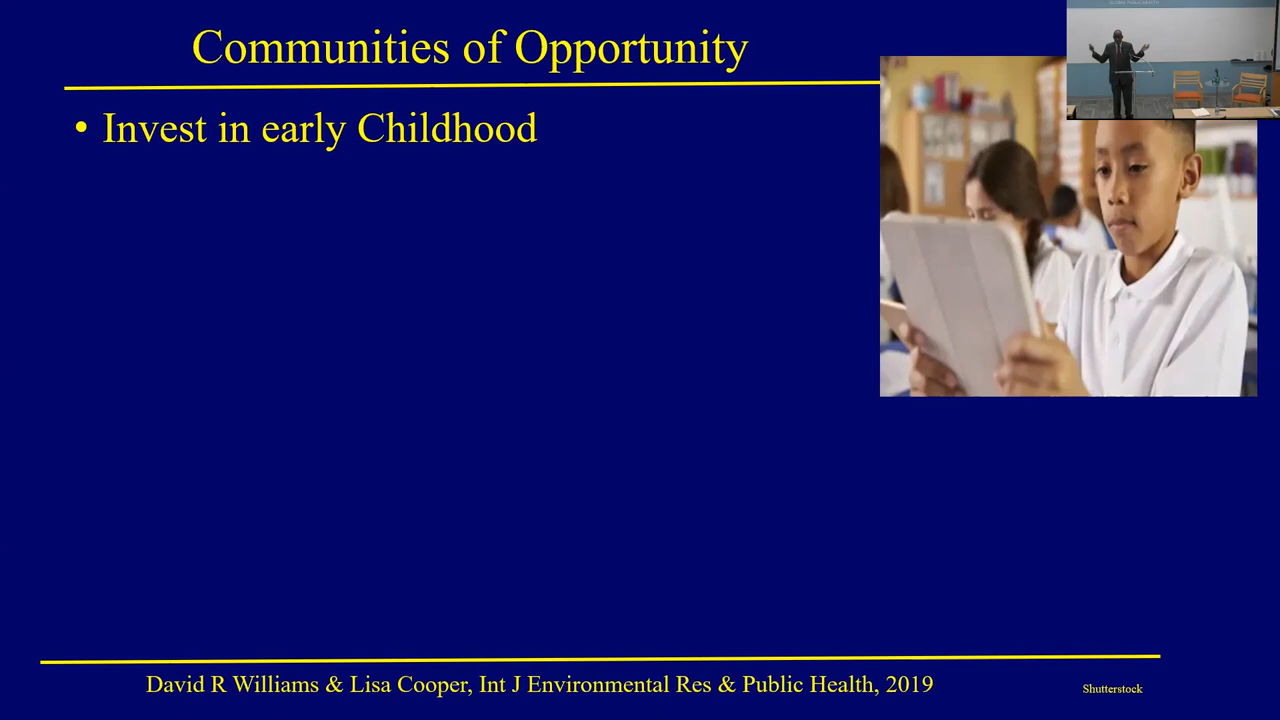 Communities of Opportunity
• Invest in early Childhood
David R Williams & Lisa Cooper, Int J Environmental Res & Public Health, 2019
Shutterstock